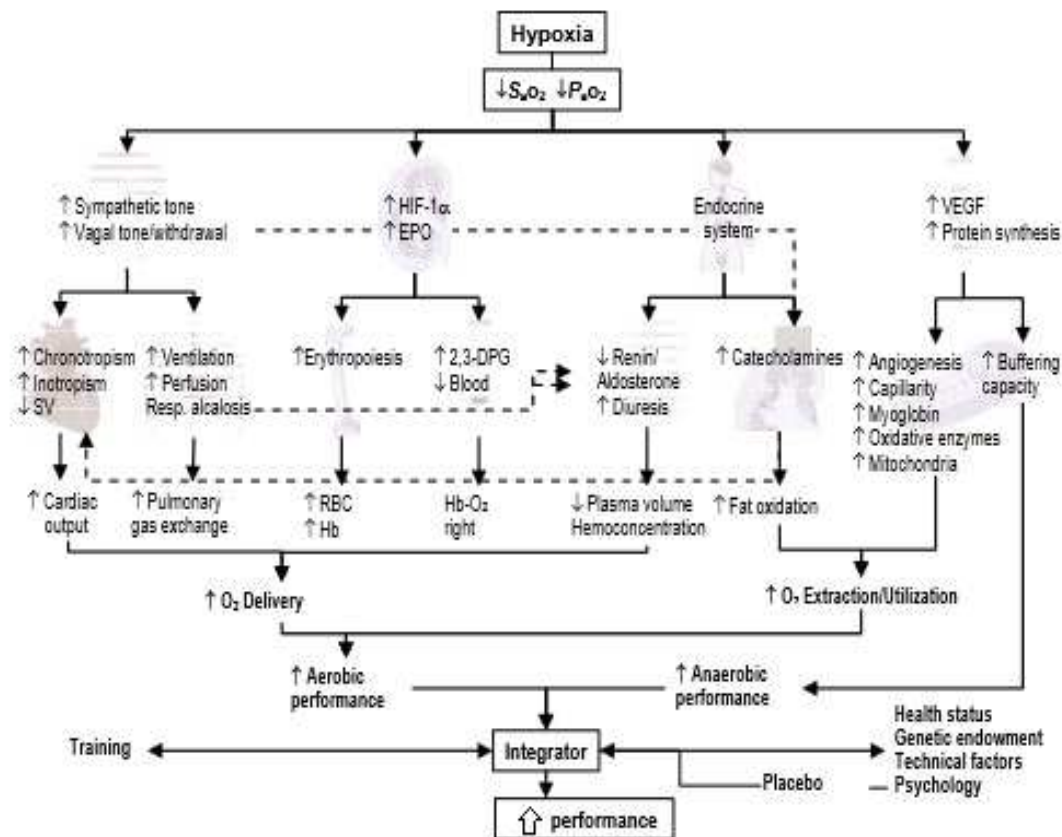 Hypoxia
↓SaO₂ ↓PaO₂
↑ Sympathetic tone
↑ Vagal tone/withdrawal
↑ HIF-1α
↑ EPO
Endocrine
system
↑ VEGF
↑ Protein synthesis
↑ Chronotropism
↑ Inotropism
↓ SV
↑ Ventilation
↑ Perfusion
Resp. alcalosis
↑Erythropoiesis
↑ 2,3-DPG
↓ Blood
↓ Renin/
Aldosterone
↑ Diuresis
↑ Catecholamines
↑ Angiogenesis
↑ Capillarity
↑ Myoglobin
↑ Oxidative enzymes
↑ Mitochondria
↑ Buffering
capacity
↑ Cardiac
output
↑ Pulmonary
gas exchange
↑ RBC
↑ Hb
Hb-O₂
right
↓ Plasma volume
Hemoconcentration
↑ Fat oxidation
↑ O₂ Delivery
↑ O₂ Extraction/Utilization
↑ Aerobic
performance
↑ Anaerobic
performance
Training
Integrator
Health status
Genetic endowment
Technical factors
Psychology
Placebo
⇧ performance